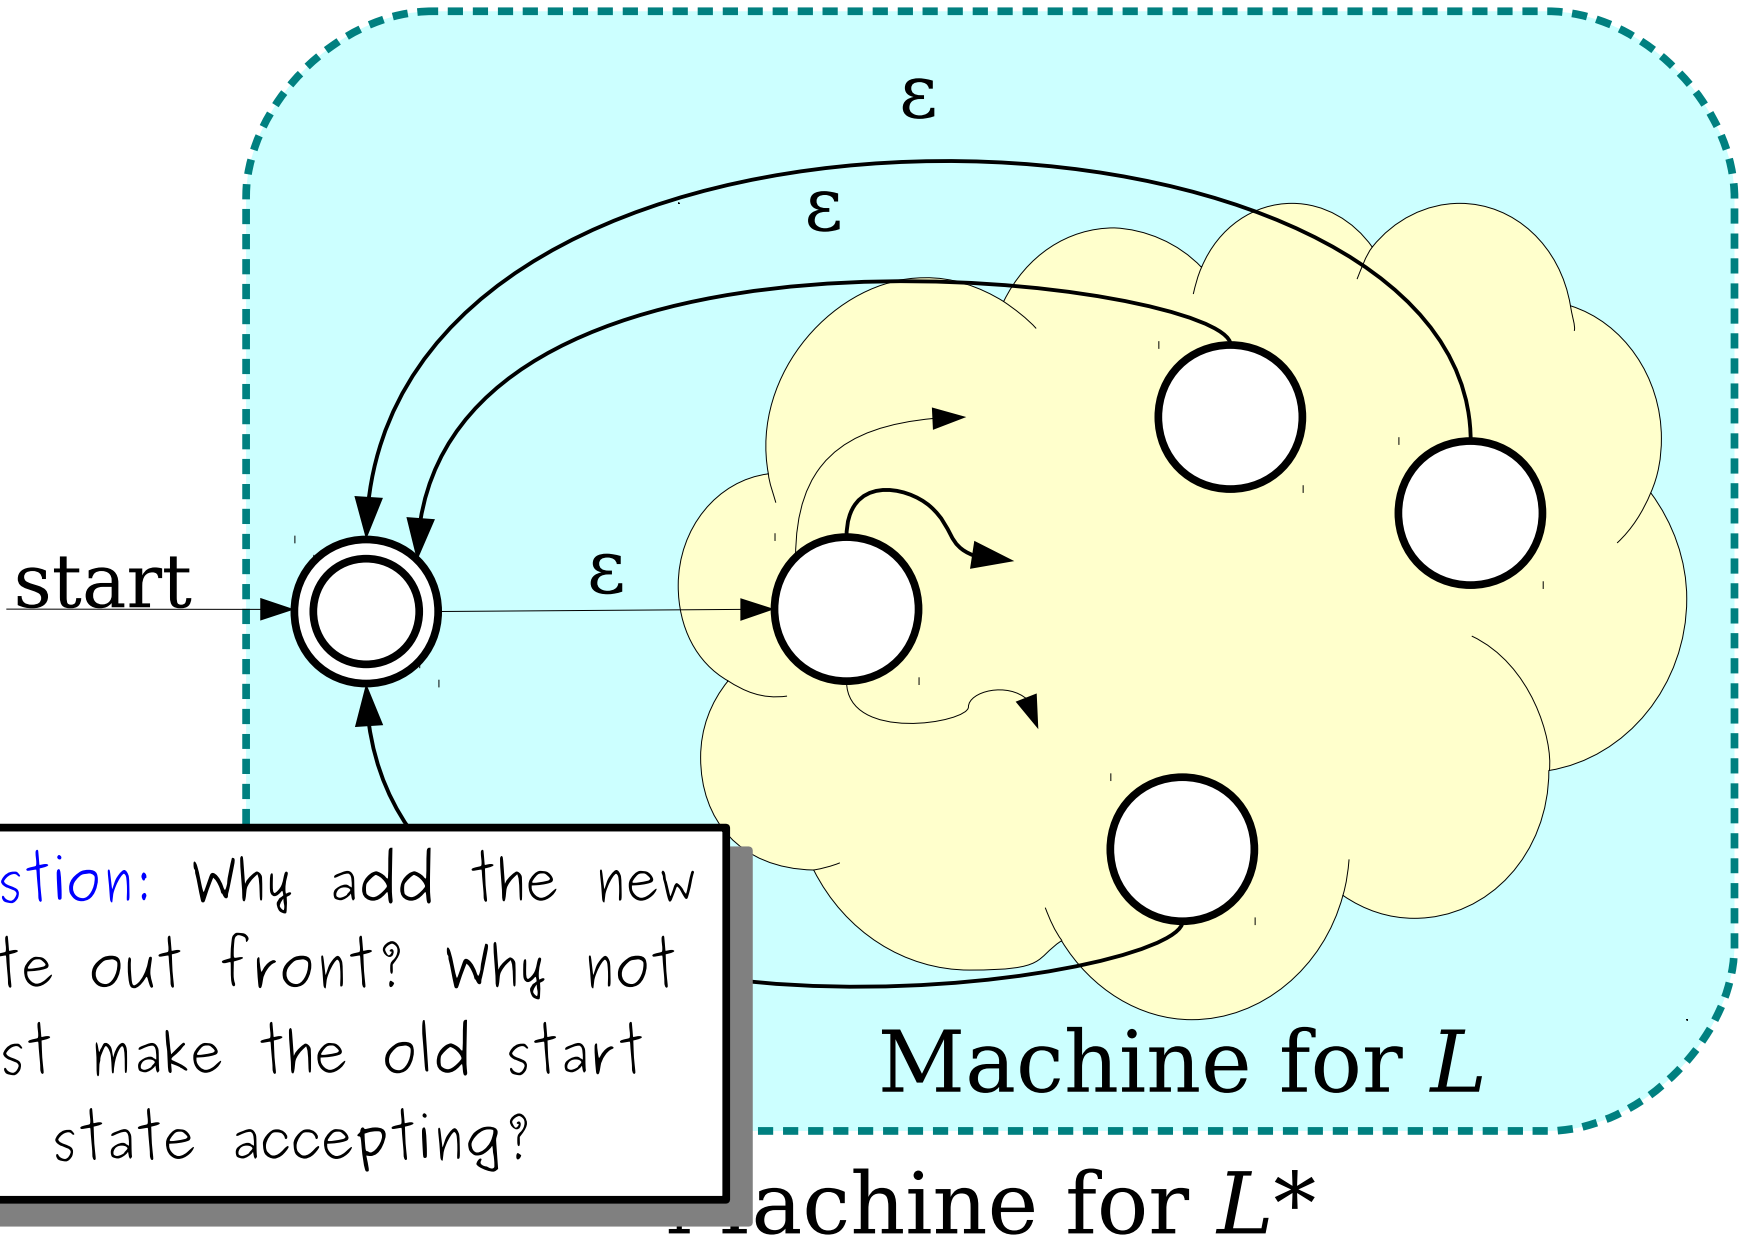 ε
ε
ε
start
stion: Why add the new
te out front? Why not
st make the old start
state accepting?
Machine for L
Machine for L*